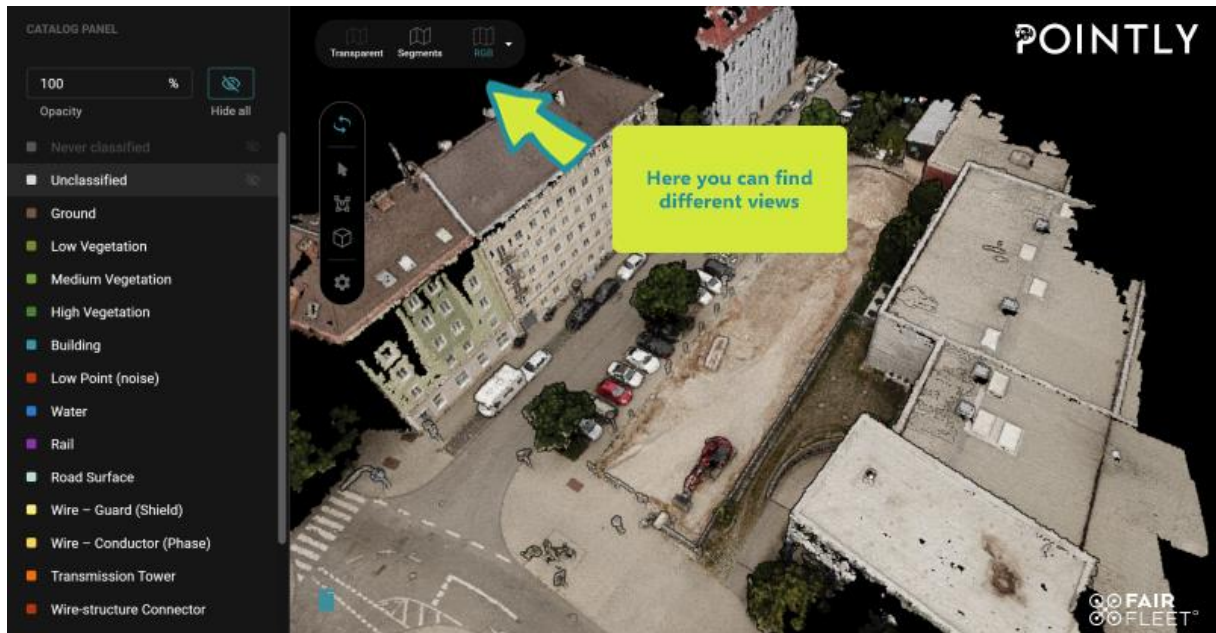 CATALOG PANEL
100 %
Opacity Hide all
Never classified
Unclassified
Ground
Low Vegetation
Medium Vegetation
High Vegetation
Building
Low Point (noise)
Water
Rail
Road Surface
Wire – Guard (Shield)
Wire – Conductor (Phase)
Transmission Tower
Wire-structure Connector
Transparent Segments RGB
Here you can find
different views
POINTLY
FAIR
FLEET°